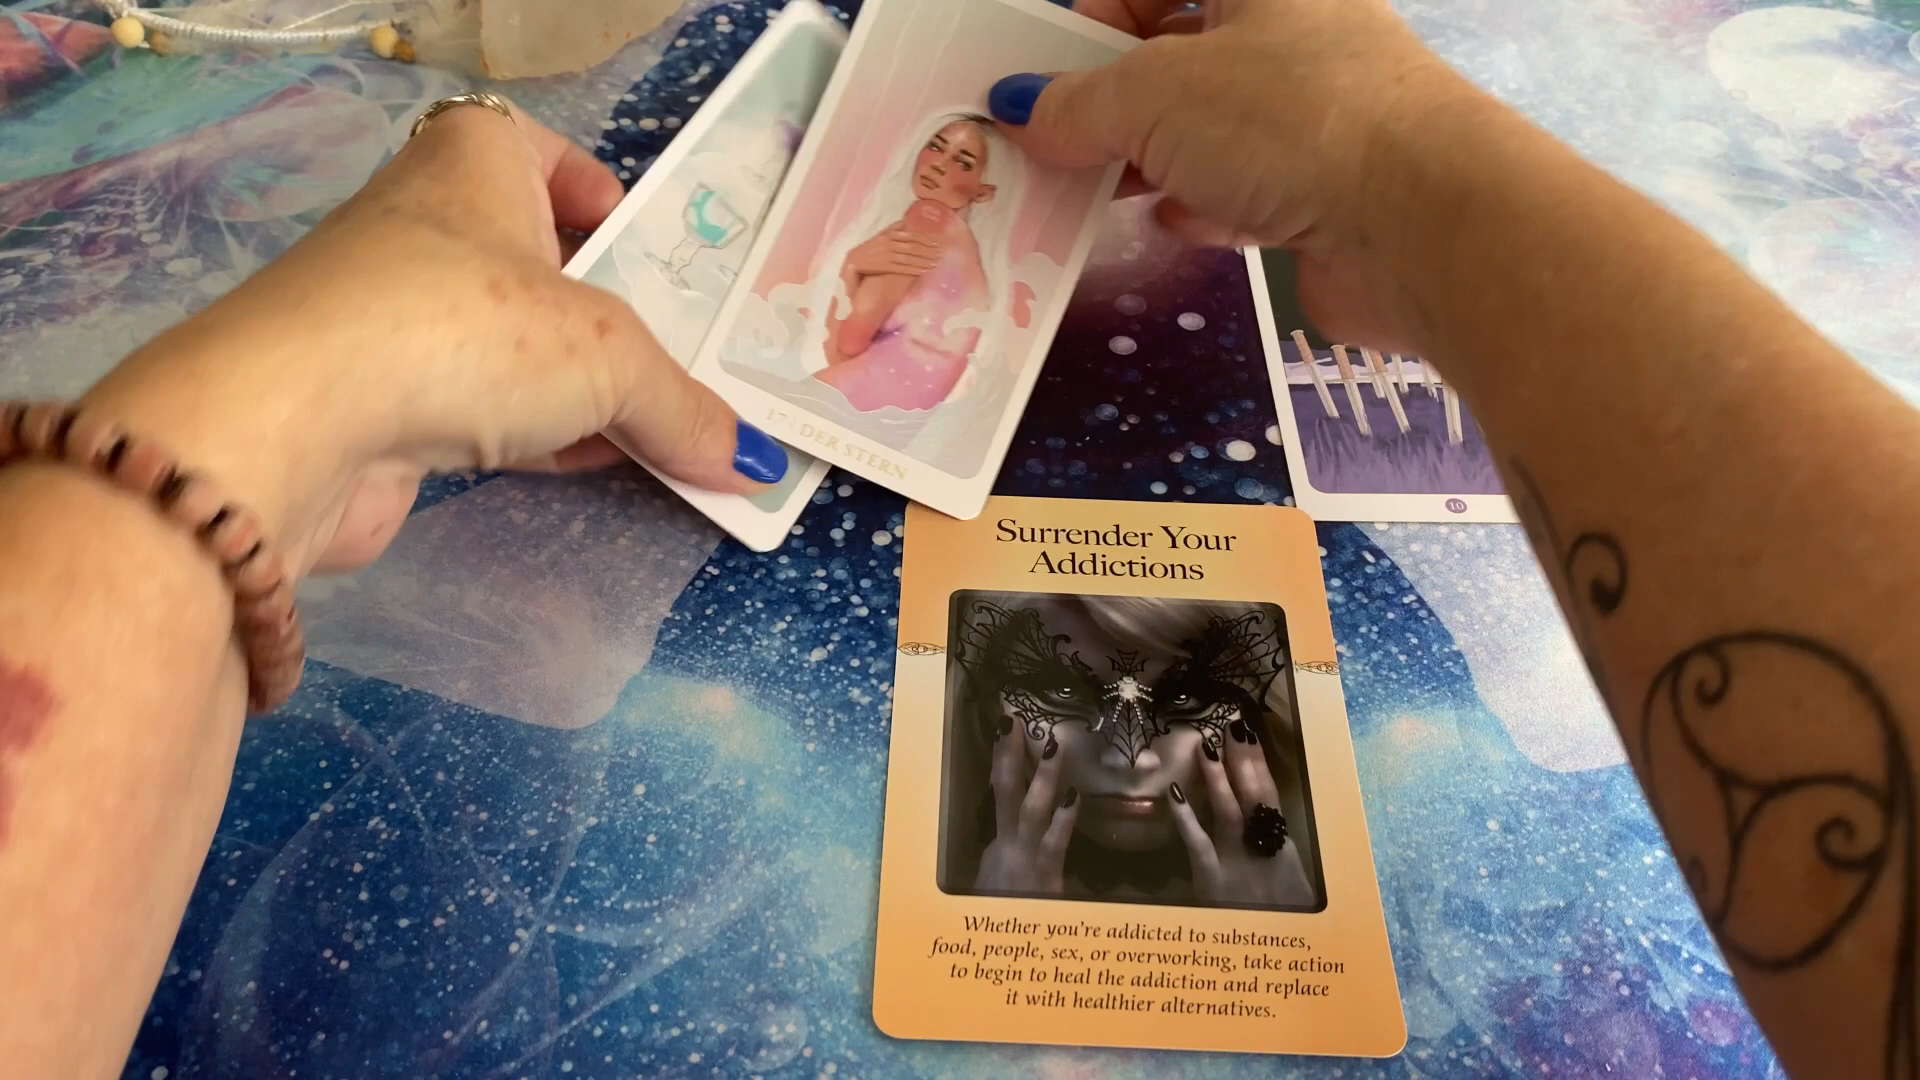 17 | DER STERN
10
Surrender Your
Addictions
Whether you're addicted to substances,
food, people, sex, or overworking, take action
to begin to heal the addiction and replace
it with healthier alternatives.